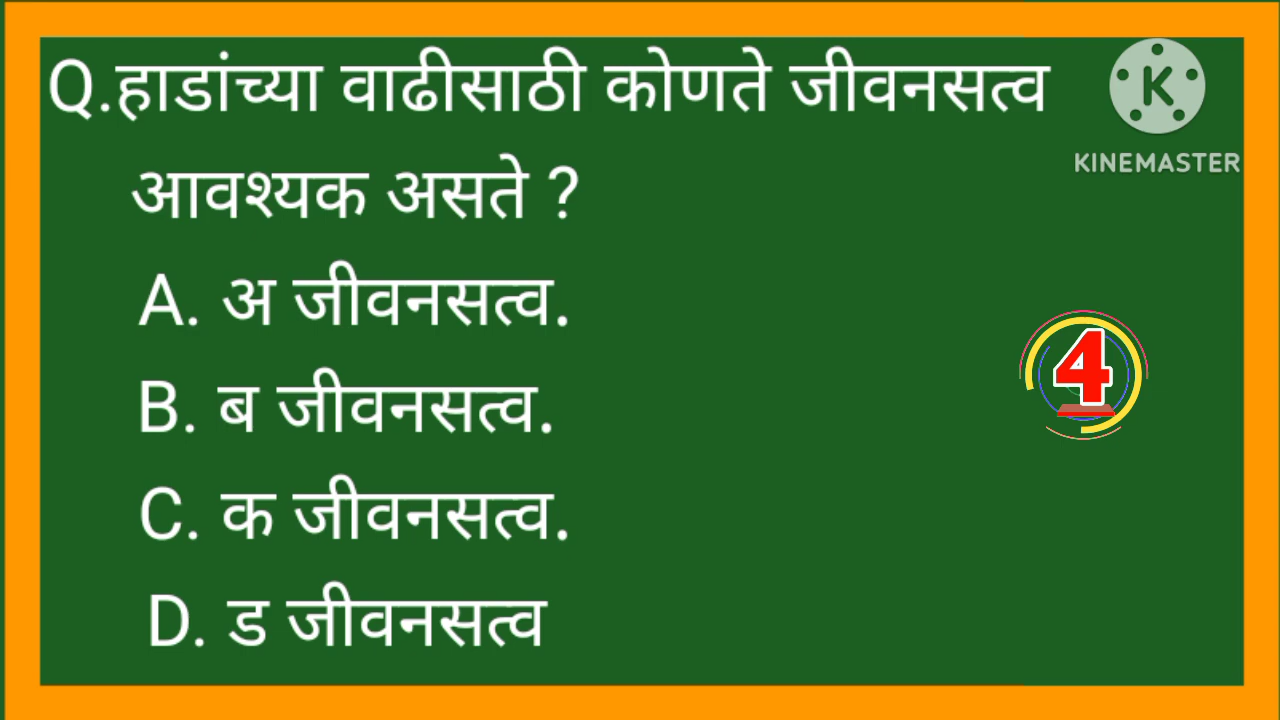 Q.हाडांच्या वाढीसाठी कोणते जीवनसत्व
आवश्यक असते ?
A. अ जीवनसत्व.
B. ब जीवनसत्व.
C. क जीवनसत्व.
D. ड जीवनसत्व
K
KINEMASTER
4